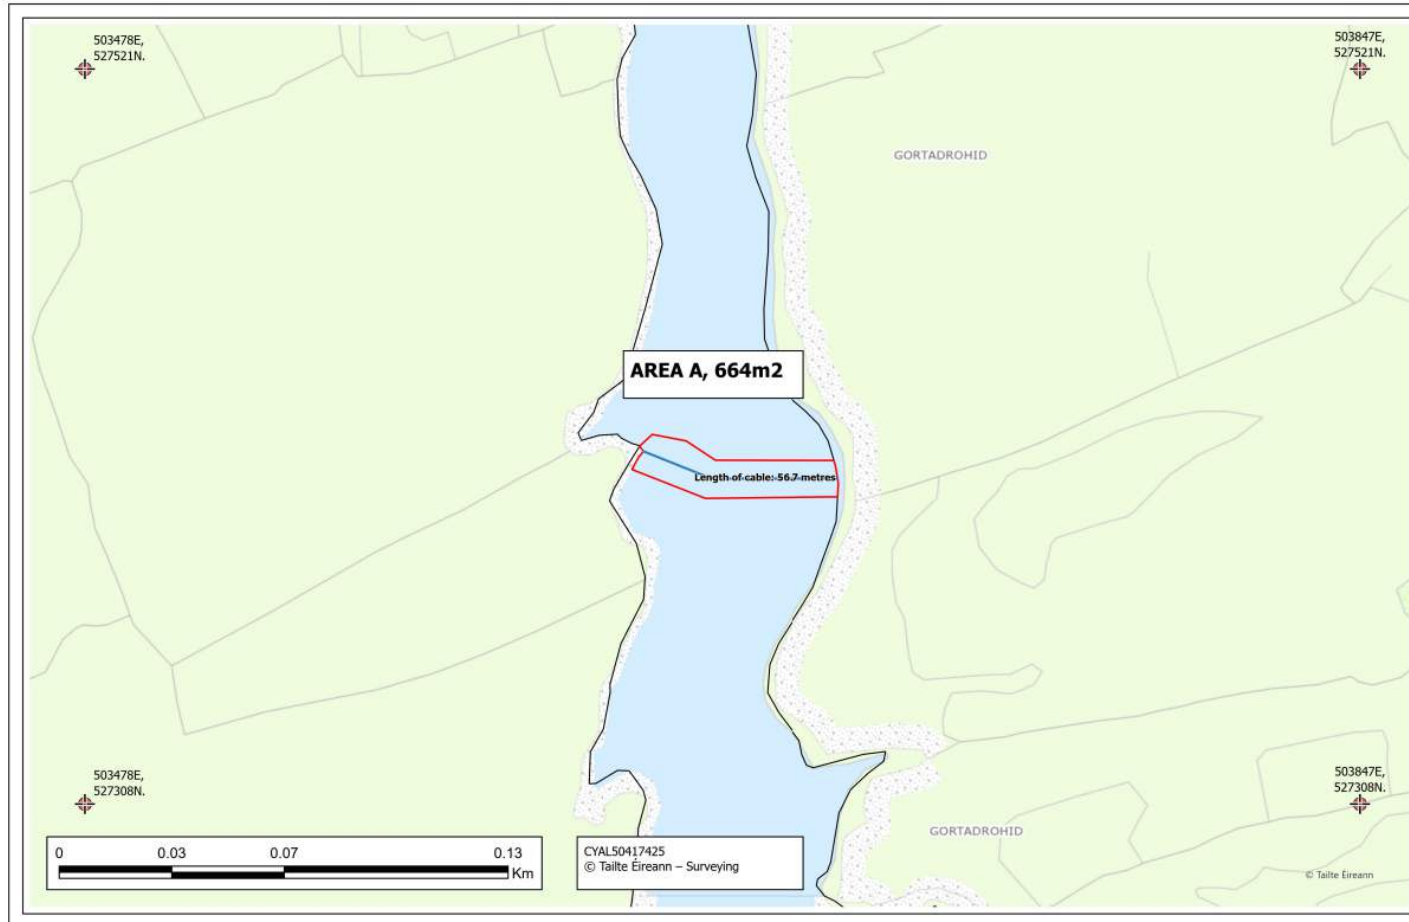 503478E,
527521N.
503847E,
527521N.
GORTADROHID
AREA A, 664m2
Length of cable: 56.7 metres
503478E,
527308N.
503847E,
527308N.
GORTADROHID
0 0.03 0.07 0.13
Km
CYAL50417425
© Tailte Éireann – Surveying
© Tailte Éireann